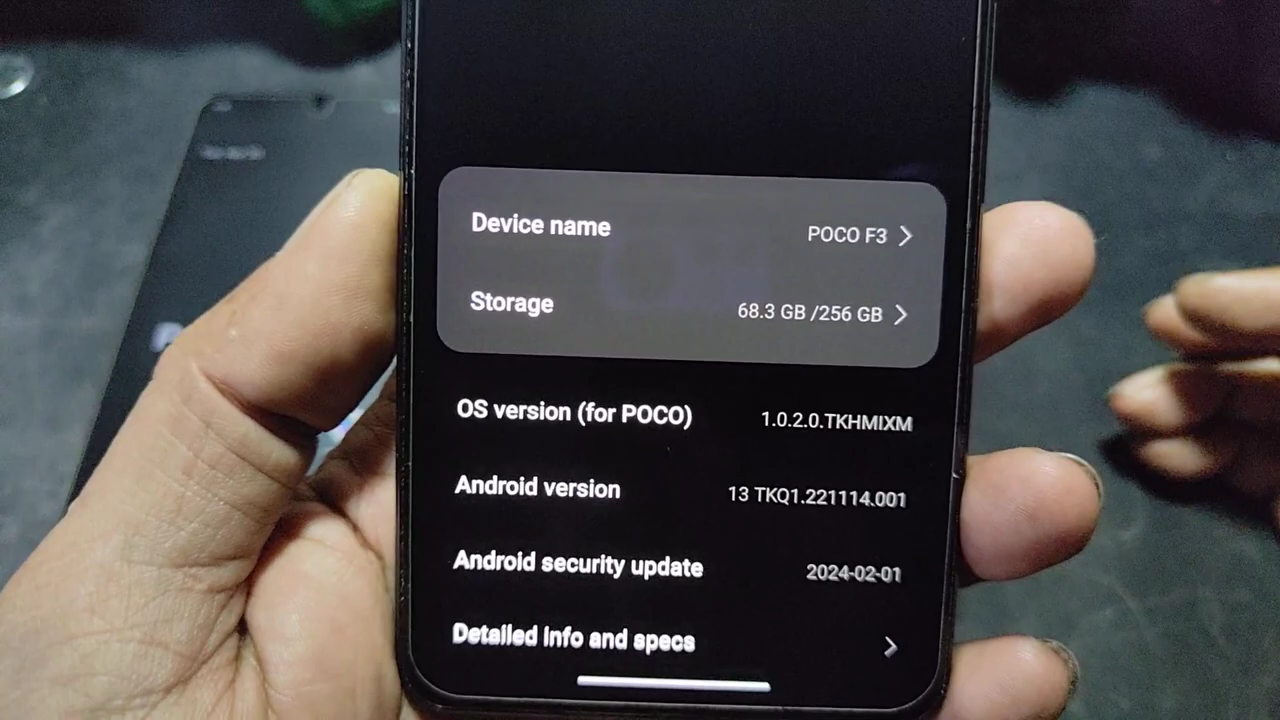 Device name
POCO F3
Storage
68.3 GB /256 GB
OS version (for POCO)
1.0.2.0.TKHMIXM
Android version
13 TKQ1.221114.001
Android security update
2024-02-01
Detailed info and specs